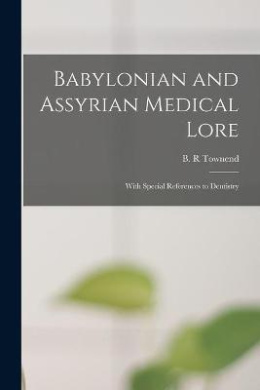 Babylonian and
Assyrian Medical
Lore
B. R Townend
With Special References to Dentistry